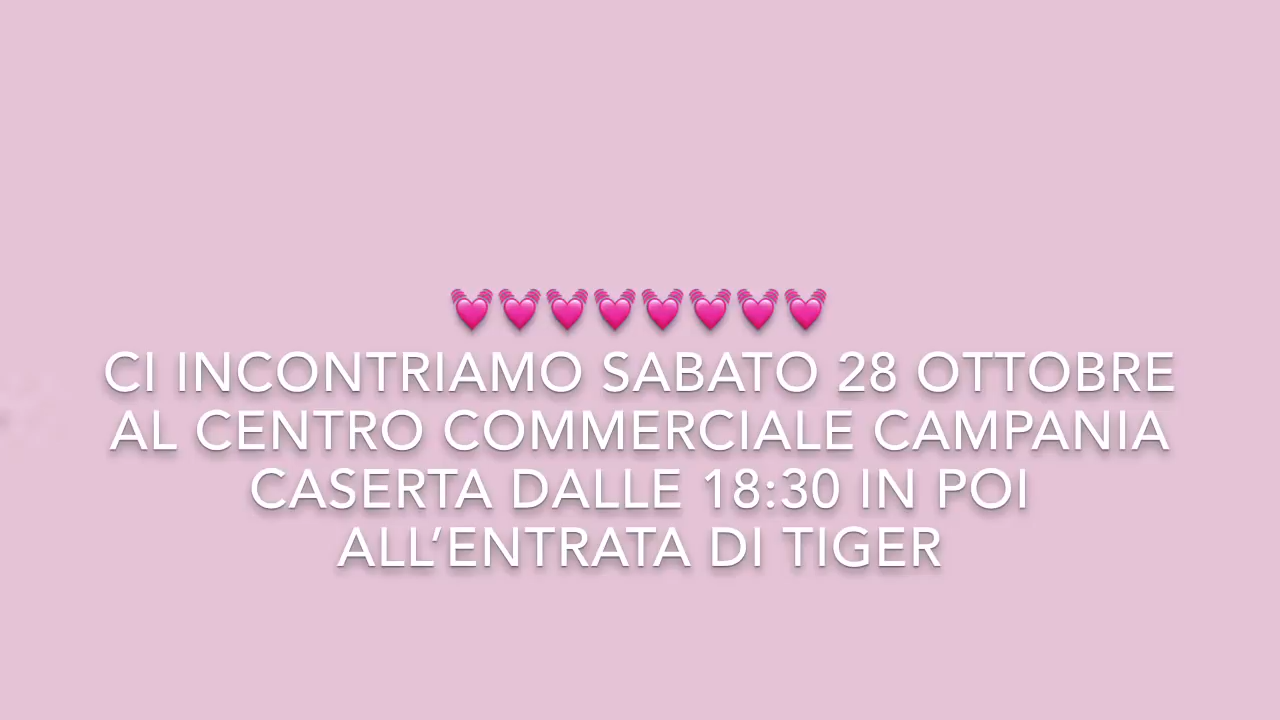 💓💓💓💓💓💓💓💓
CI INCONTRIAMO SABATO 28 OTTOBRE
AL CENTRO COMMERCIALE CAMPANIA
CASERTA DALLE 18:30 IN POI
ALL’ENTRATA DI TIGER